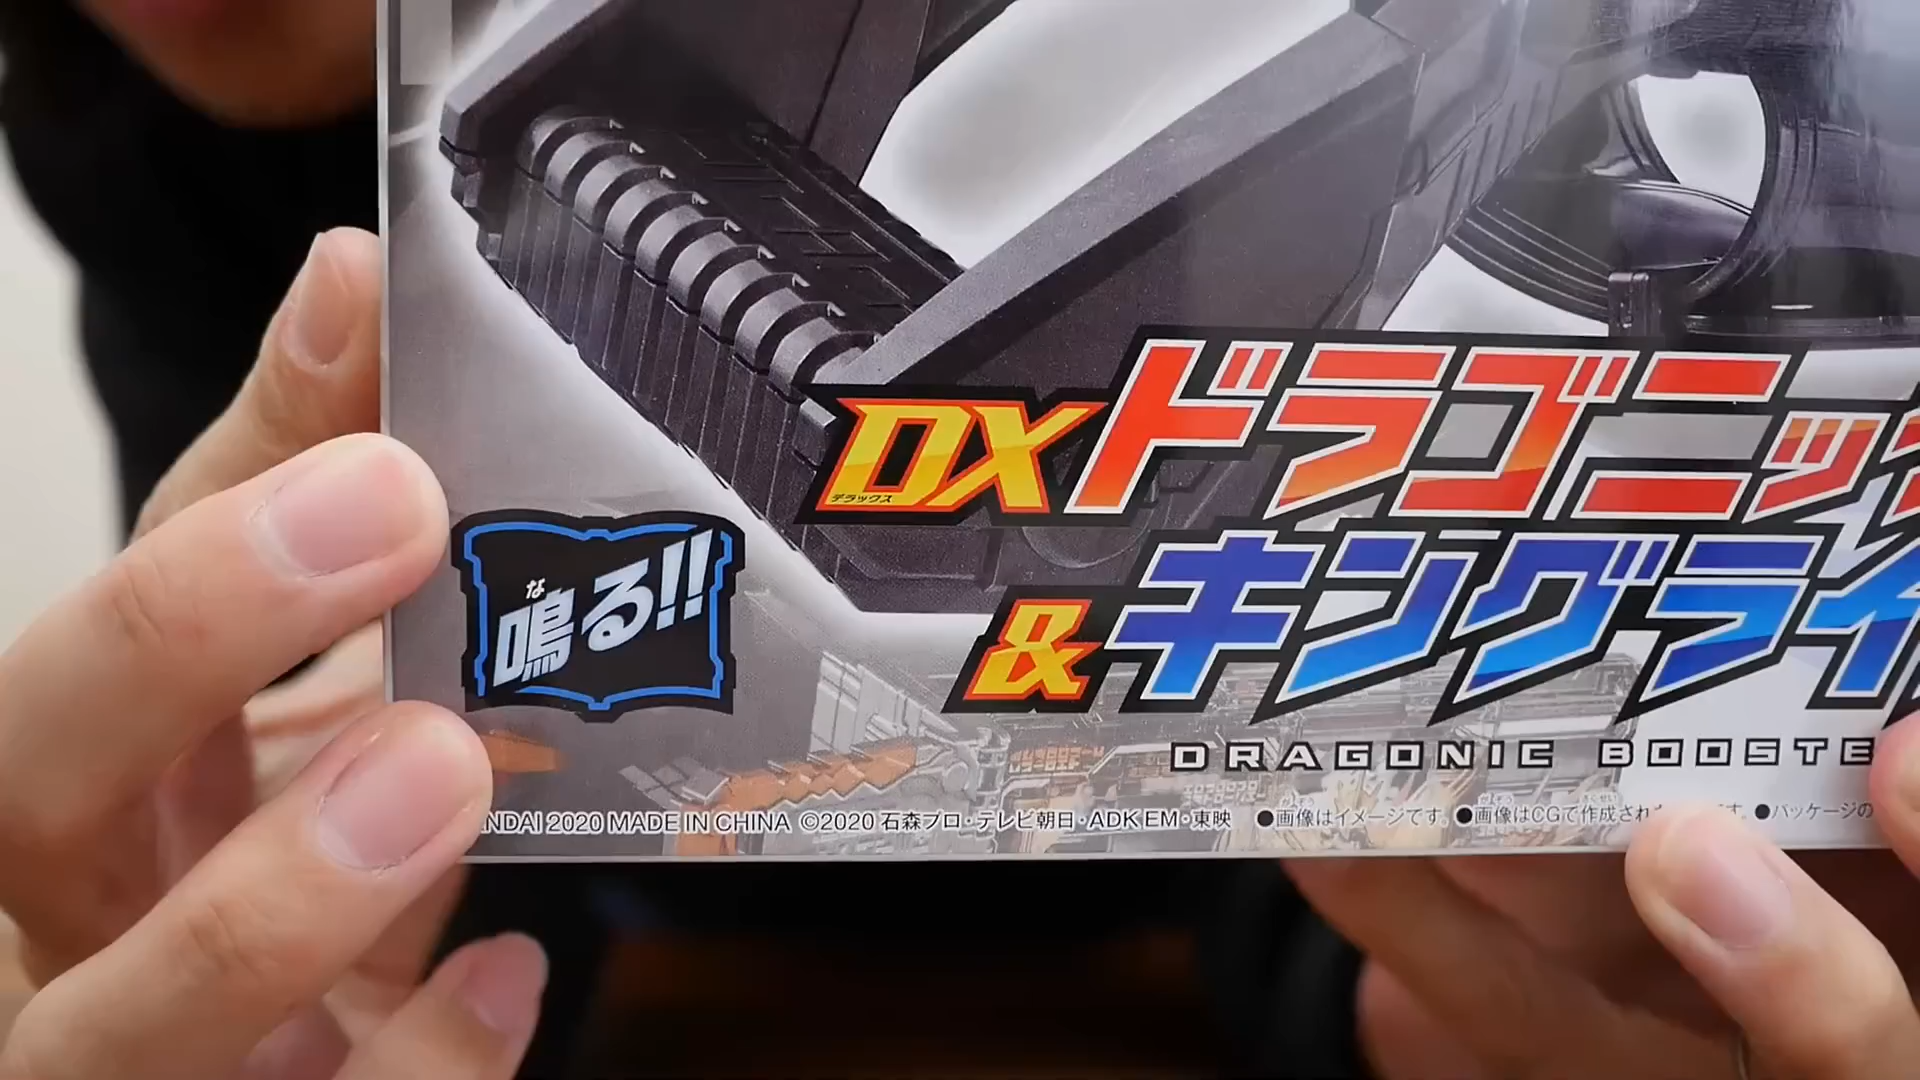 DXドラゴニッ
デラックス
&キングライ
DRAGONIC BOOSTE
な
鳴る!!
NDAI 2020 MADE IN CHINA ©2020 石森プロ・テレビ朝日・ADK EM・東映 ●画像はイメージです。●画像はCGで作成され す。●パッケージの